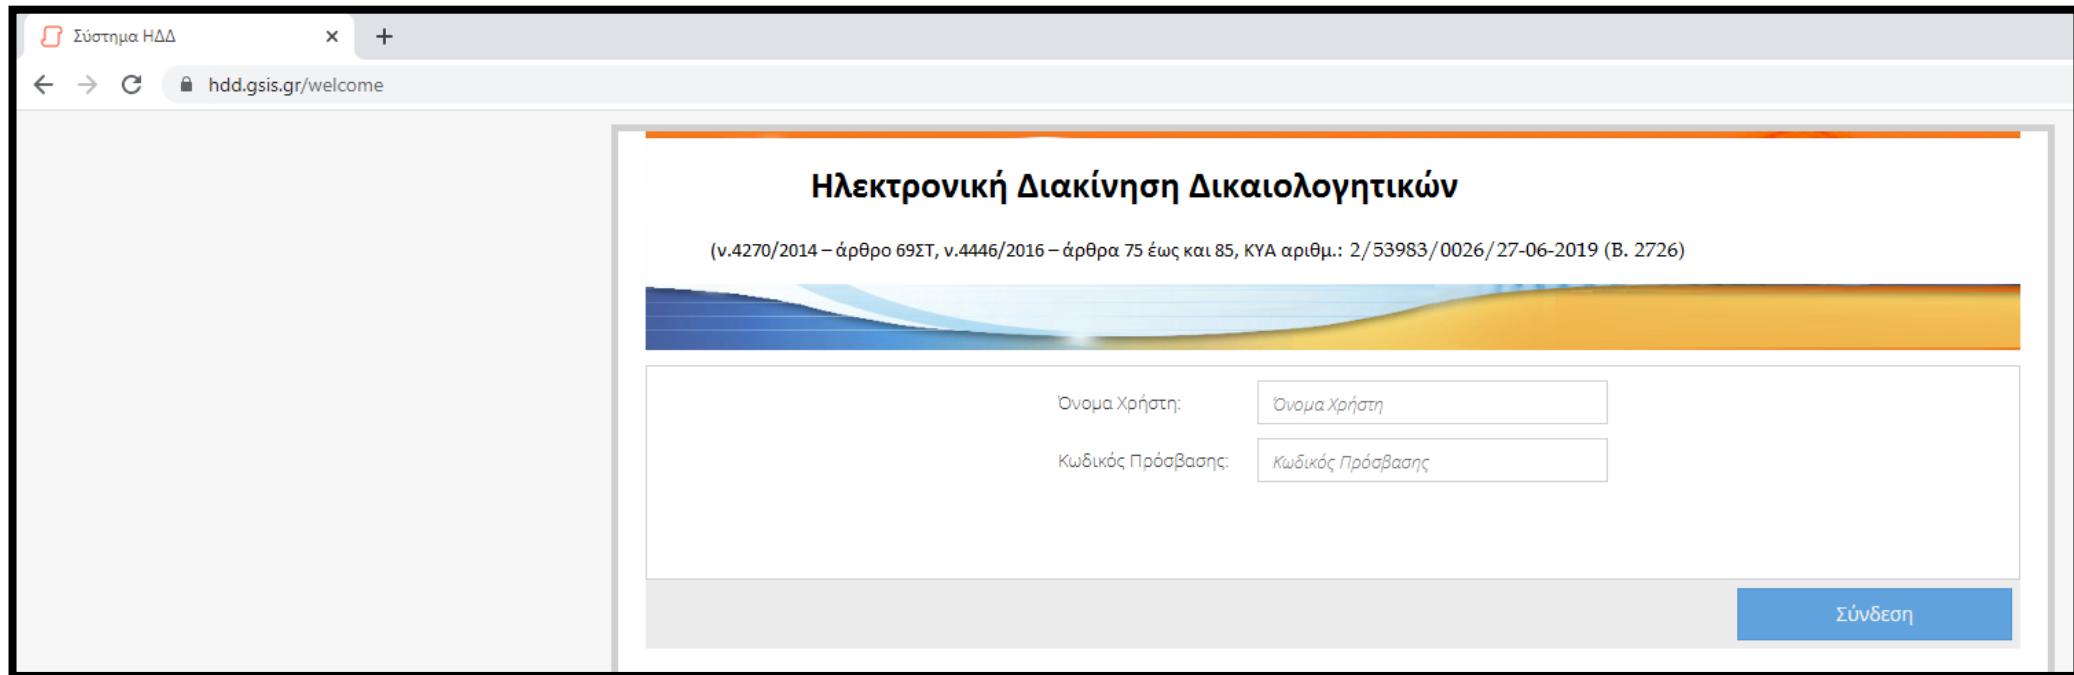 Σύστημα ΗΔΔ
hdd.gsis.gr/welcome
Ηλεκτρονική Διακίνηση Δικαιολογητικών
(ν.4270/2014 – άρθρο 69ΣΤ, ν.4446/2016 – άρθρα 75 έως και 85, ΚΥΑ αριθμ.: 2/53983/0026/27-06-2019 (Β. 2726)
Όνομα Χρήστη: Όνομα Χρήστη
Κωδικός Πρόσβασης: Κωδικός Πρόσβασης
Σύνδεση